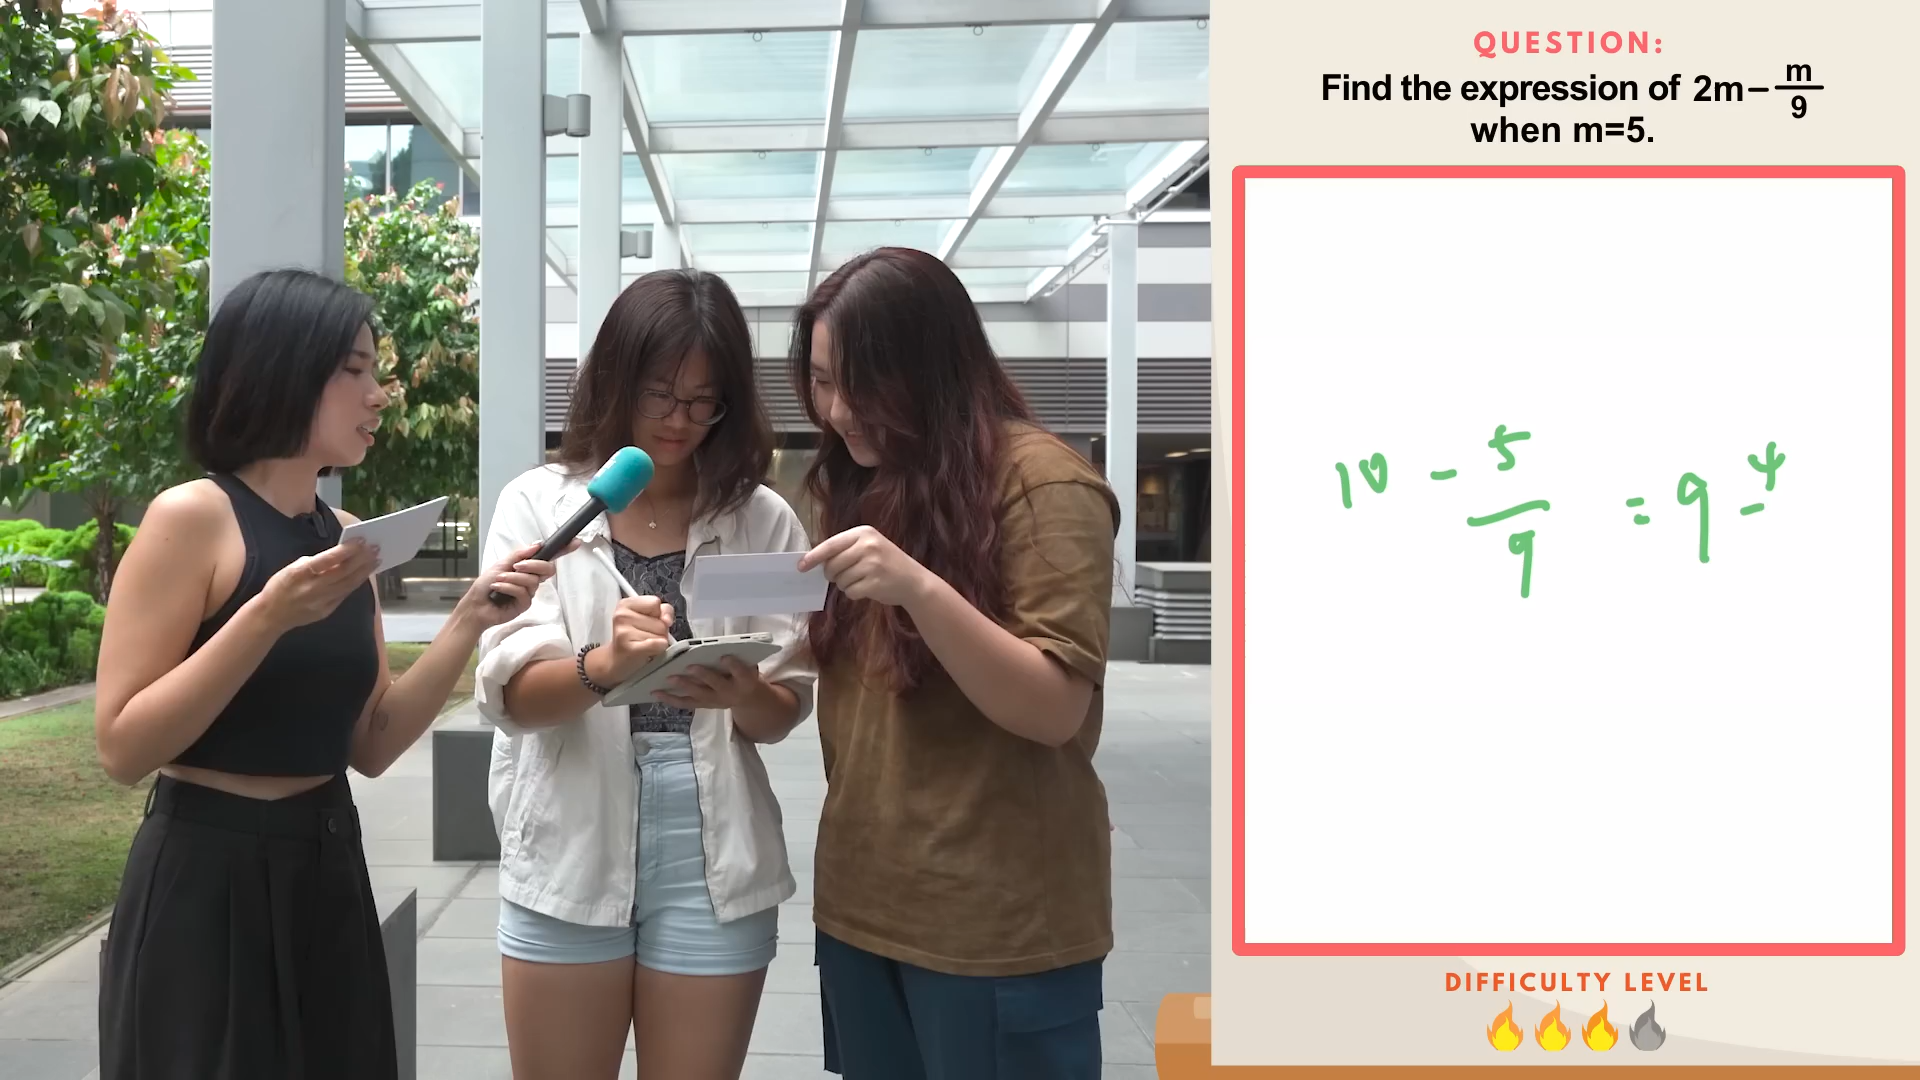 QUESTION:
Find the expression of 2m - m/9
when m=5.
10 - 5/9 = 9 4
DIFFICULTY LEVEL